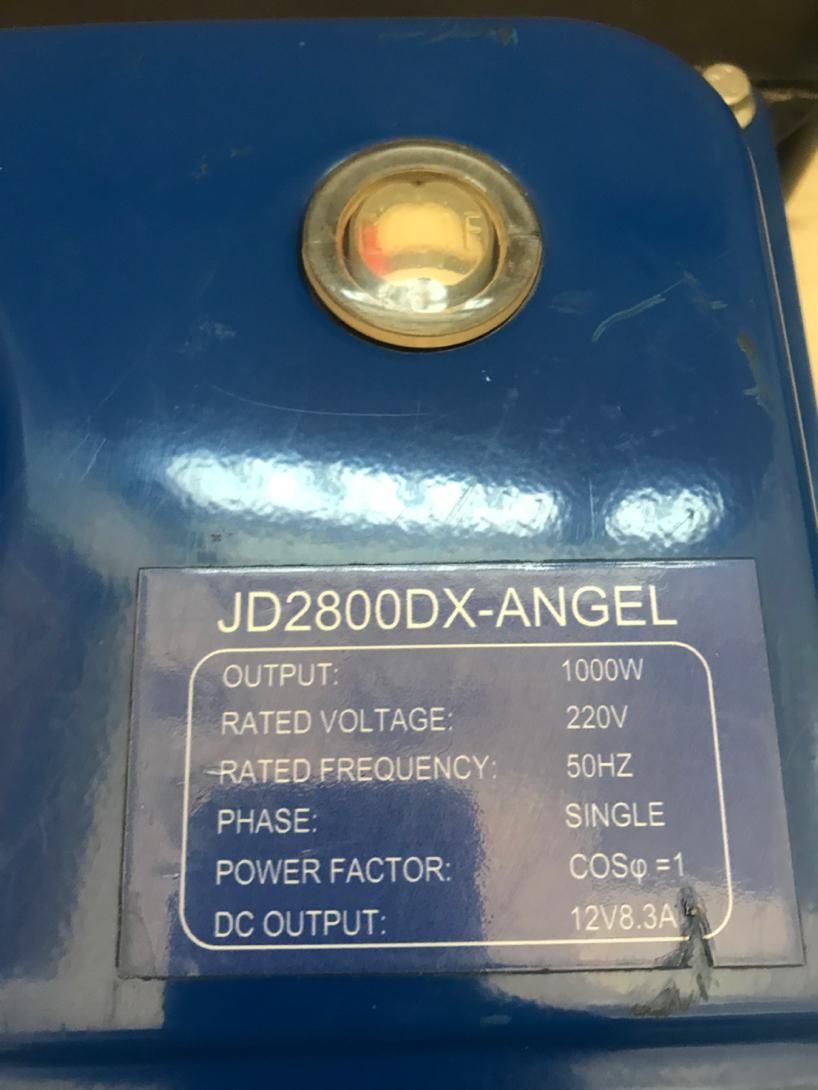 F
JD2800DX-ANGEL
OUTPUT: 1000W
RATED VOLTAGE: 220V
RATED FREQUENCY: 50HZ
PHASE: SINGLE
POWER FACTOR: COSφ =1
DC OUTPUT: 12V8.3A